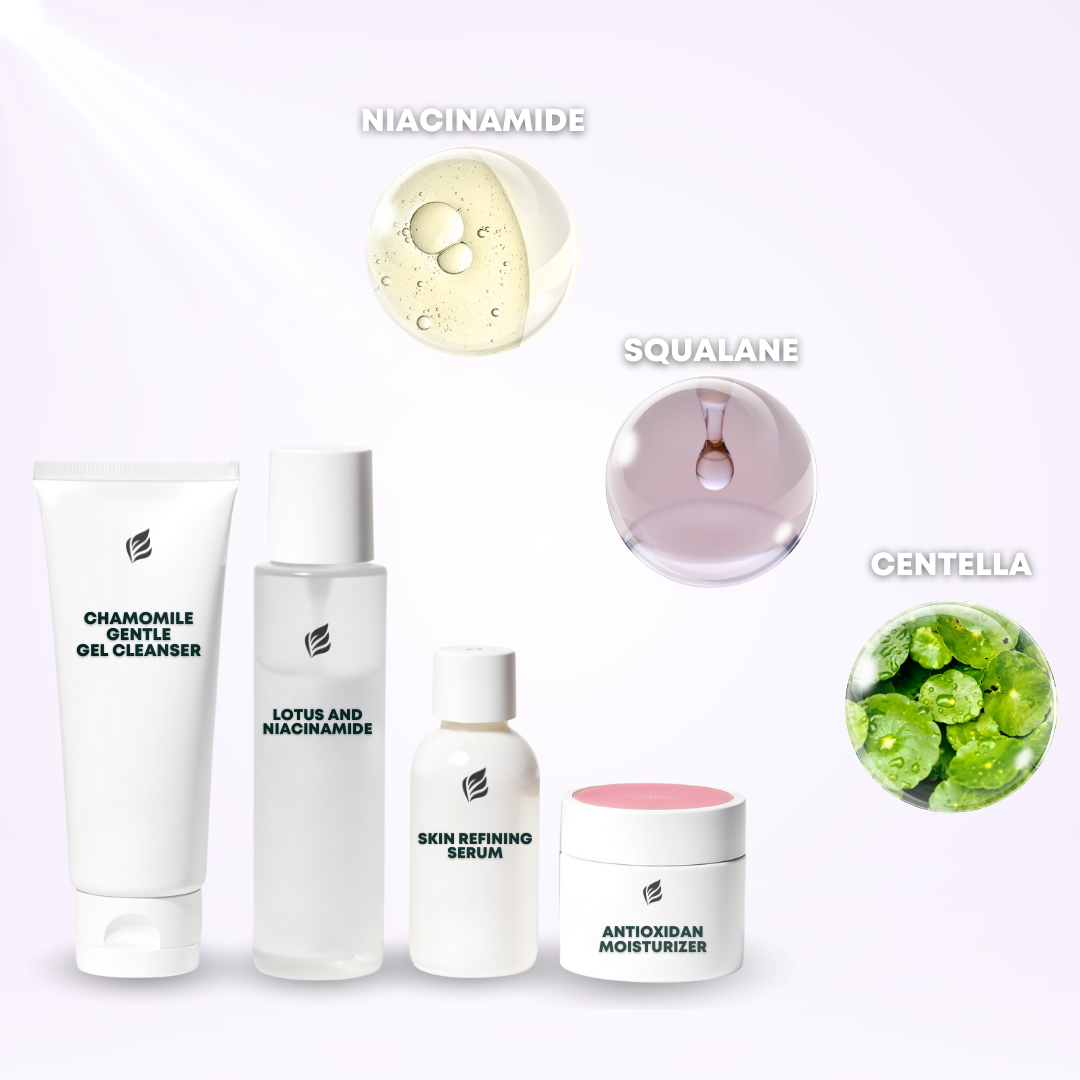 NIACINAMIDE
SQUALANE
CENTELLA
CHAMOMILE
GENTLE
GEL CLEANSER
LOTUS AND
NIACINAMIDE
SKIN REFINING
SERUM
ANTIOXIDAN
MOISTURIZER